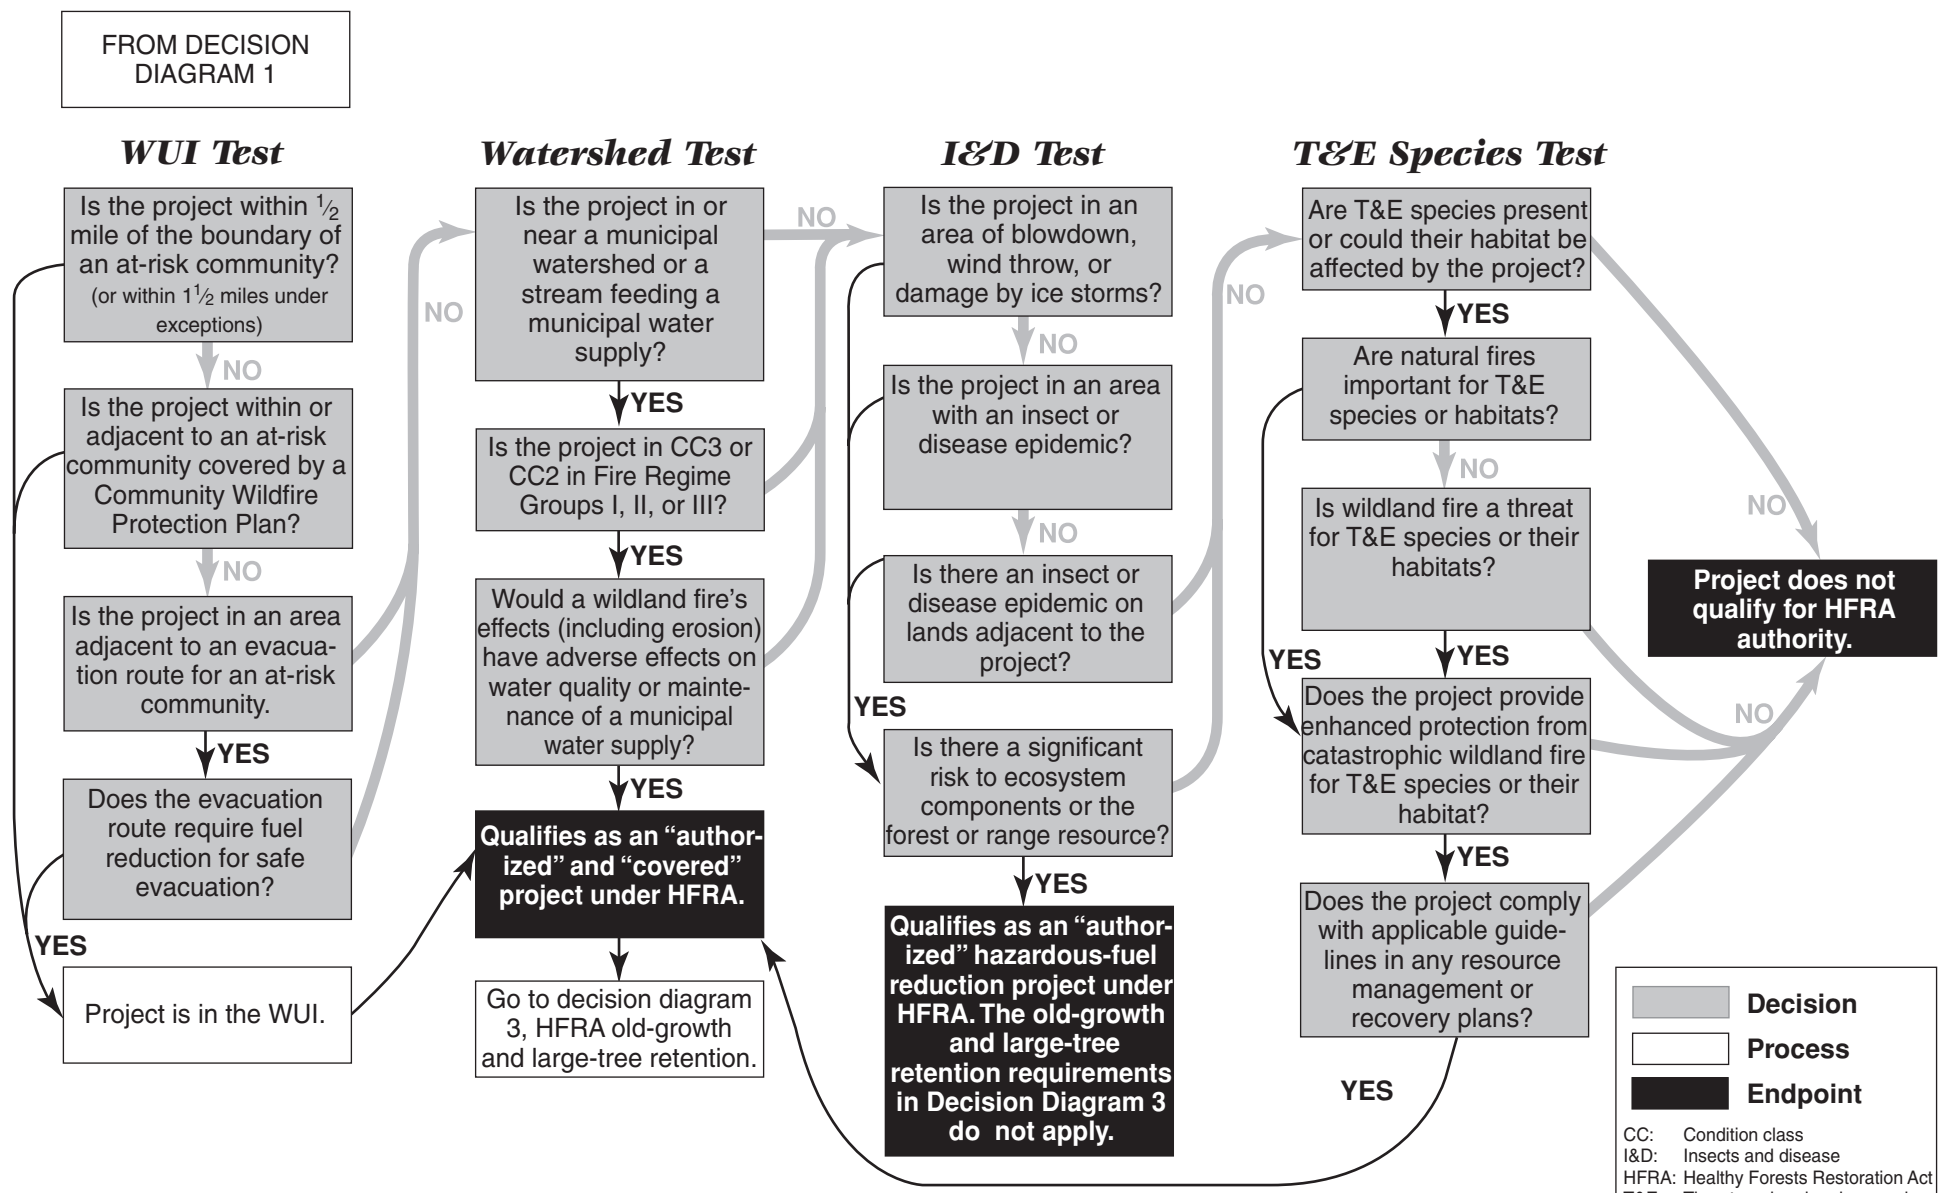 FROM DECISION
DIAGRAM 1
WUI Test
Is the project within 1/2
mile of the boundary of
an at-risk community?
(or within 1 1/2 miles under
exceptions)
NO
Is the project within or
adjacent to an at-risk
community covered by a
Community Wildfire
Protection Plan?
NO
Is the project in an area
adjacent to an evacua-
tion route for an at-risk
community.
YES
Does the evacuation
route require fuel
reduction for safe
evacuation?
YES
Project is in the WUI.
NO
Watershed Test
Is the project in or
near a municipal
watershed or a
stream feeding a
municipal water
supply?
YES
Is the project in CC3 or
CC2 in Fire Regime
Groups I, II, or III?
YES
Would a wildland fire’s
effects (including erosion)
have adverse effects on
water quality or mainte-
nance of a municipal
water supply?
YES
Qualifies as an “author-
ized” and “covered”
project under HFRA.
Go to decision diagram
3, HFRA old-growth
and large-tree retention.
NO
I&D Test
Is the project in an
area of blowdown,
wind throw, or
damage by ice storms?
NO
Is the project in an area
with an insect or
disease epidemic?
NO
Is there an insect or
disease epidemic on
lands adjacent to the
project?
YES
Is there a significant
risk to ecosystem
components or the
forest or range resource?
YES
Qualifies as an “author-
ized” hazardous-fuel
reduction project under
HFRA. The old-growth
and large-tree
retention requirements
in Decision Diagram 3
do not apply.
NO
T&E Species Test
Are T&E species present
or could their habitat be
affected by the project?
YES
Are natural fires
important for T&E
species or habitats?
NO
Is wildland fire a threat
for T&E species or their
habitats?
YES
YES
Does the project provide
enhanced protection from
catastrophic wildland fire
for T&E species or their
habitat?
YES
Does the project comply
with applicable guide-
lines in any resource
management or
recovery plans?
YES
NO
Project does not
qualify for HFRA
authority.
NO
Decision
Process
Endpoint
CC: Condition class
I&D: Insects and disease
HFRA: Healthy Forests Restoration Act